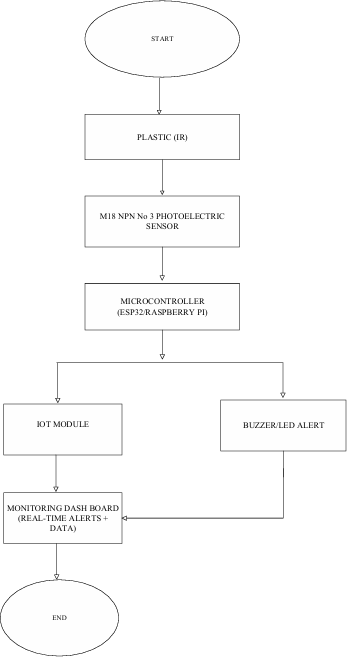 START
PLASTIC (IR)
M18 NPN No 3 PHOTOELECTRIC
SENSOR
MICROCONTROLLER
(ESP32/RASPBERRY PI)
IOT MODULE
BUZZER/LED ALERT
MONITORING DASH BOARD
(REAL-TIME ALERTS +
DATA)
END